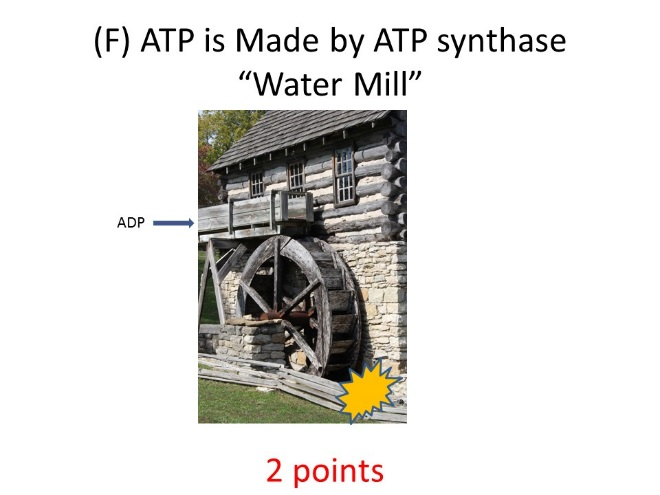 (F) ATP is Made by ATP synthase
“Water Mill”
ADP
2 points